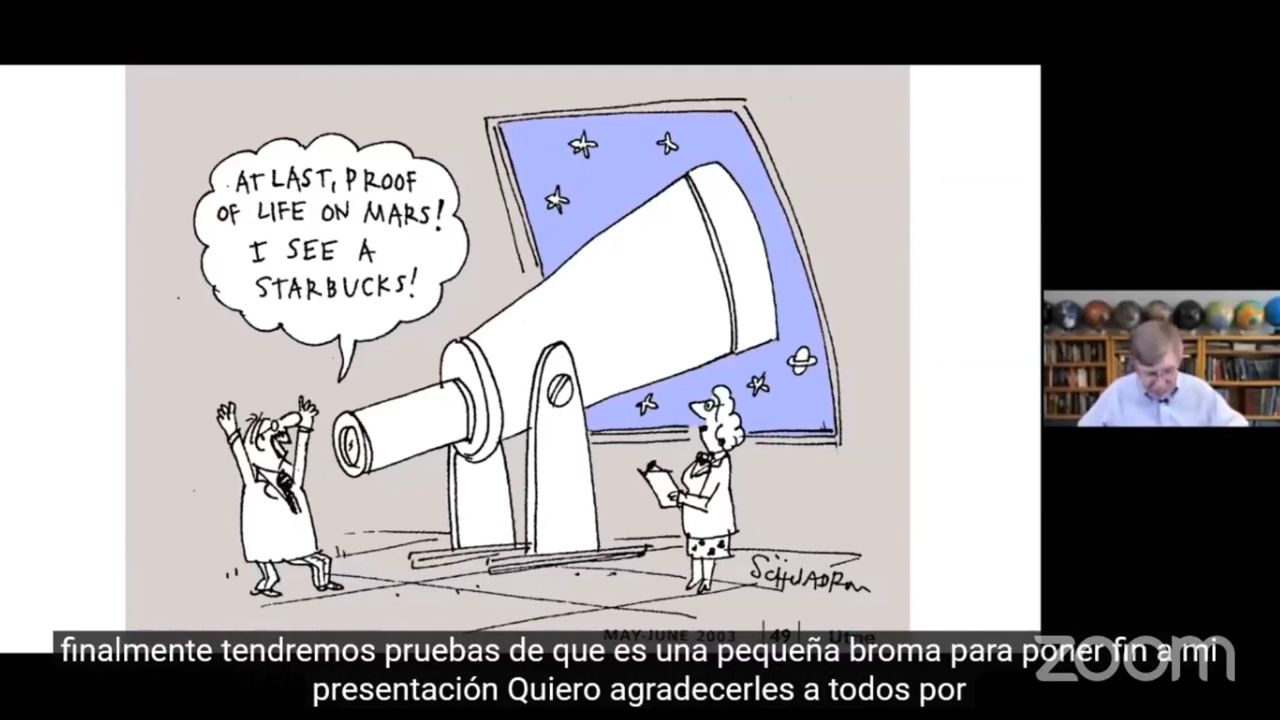 AT LAST, PROOF
OF LIFE ON MARS!
I SEE A
STARBUCKS!
MAY-JUNE 2003 49 Utne
finalmente tendremos pruebas de que es una pequeña broma para poner fin a mi
presentación Quiero agradecerles a todos por
zoom